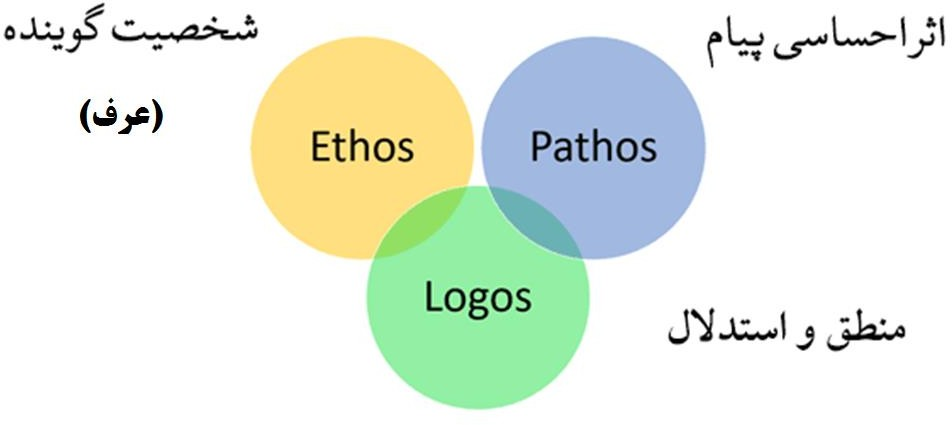 اثراحساسی پیام
شخصیت گوینده
(عرف)
Ethos
Pathos
Logos
منطق و استدلال